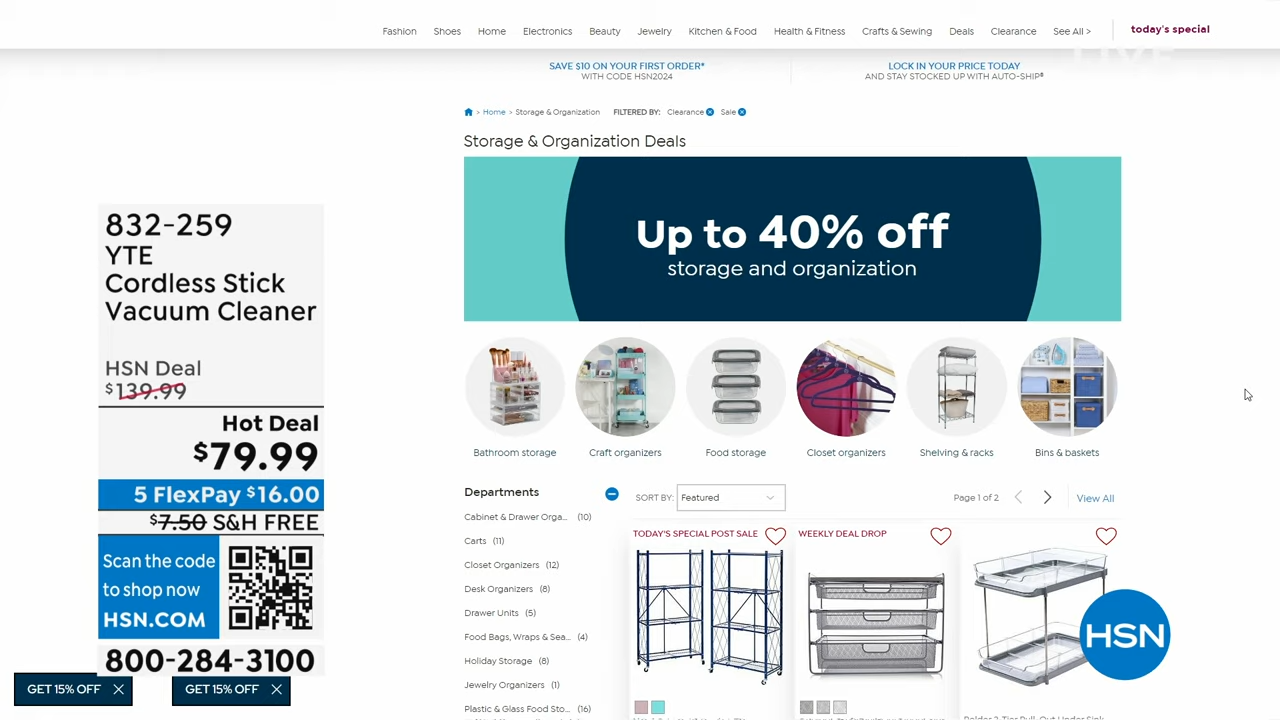 Fashion Shoes Home Electronics Beauty Jewelry Kitchen & Food Health & Fitness Crafts & Sewing Deals Clearance See All > today's special
LIVE
SAVE $10 ON YOUR FIRST ORDER*
WITH CODE HSN2024
LOCK IN YOUR PRICE TODAY
AND STAY STOCKED UP WITH AUTO-SHIP®
> Home > Storage & Organization FILTERED BY: Clearance Sale
Storage & Organization Deals
Up to 40% off
storage and organization
832-259
YTE
Cordless Stick
Vacuum Cleaner
HSN Deal
$139.99
Hot Deal
$79.99
5 FlexPay $16.00
$7.50 S&H FREE
Scan the code
to shop now
HSN.COM
800-284-3100
GET 15% OFF
GET 15% OFF
Bathroom storage
Craft organizers
Food storage
Closet organizers
Shelving & racks
Bins & baskets
Departments
Cabinet & Drawer Orga... (10)
Carts (11)
Closet Organizers (12)
Desk Organizers (8)
Drawer Units (5)
Food Bags, Wraps & Sea... (4)
Holiday Storage (8)
Jewelry Organizers (1)
Plastic & Glass Food Sto... (16)
SORT BY: Featured
Page 1 of 2
View All
TODAY'S SPECIAL POST SALE
WEEKLY DEAL DROP
HSN